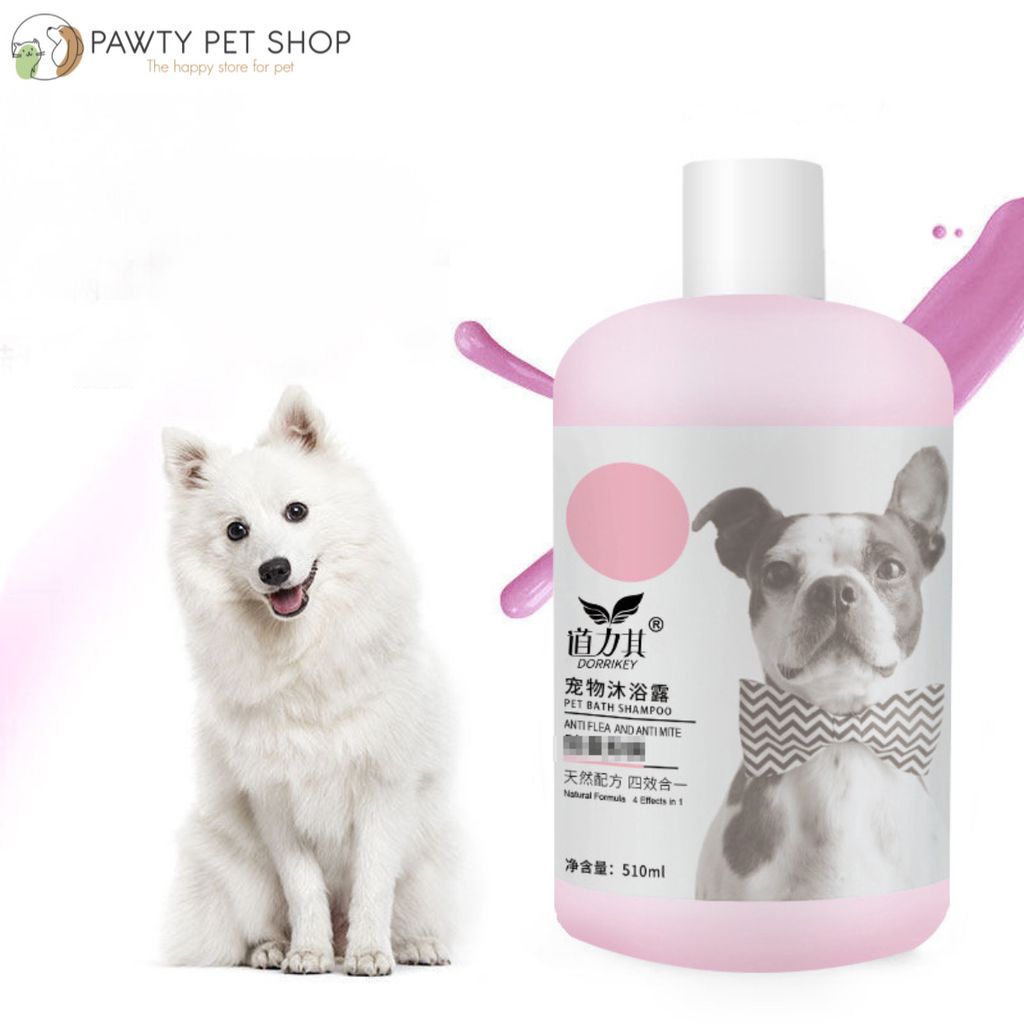 PAWTY PET SHOP
The happy store for pet
道力其®
DORRIKEY
宠物沐浴露
PET BATH SHAMPOO
ANTI FLEA AND ANTI MITE
天然配方 四效合一
Natural Formula 4 Effects in 1
净含量：510ml